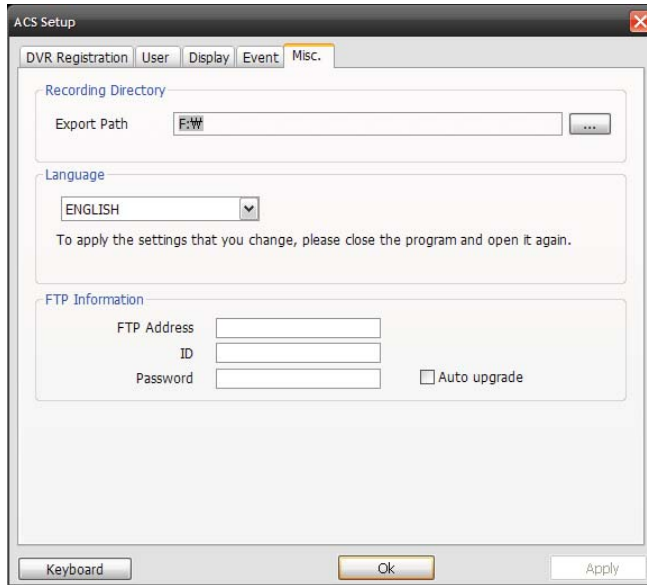 ACS Setup
DVR Registration User Display Event Misc.
Recording Directory
Export Path F:₩ ...
Language
ENGLISH
To apply the settings that you change, please close the program and open it again.
FTP Information
FTP Address
ID
Password Auto upgrade
Keyboard Ok Apply